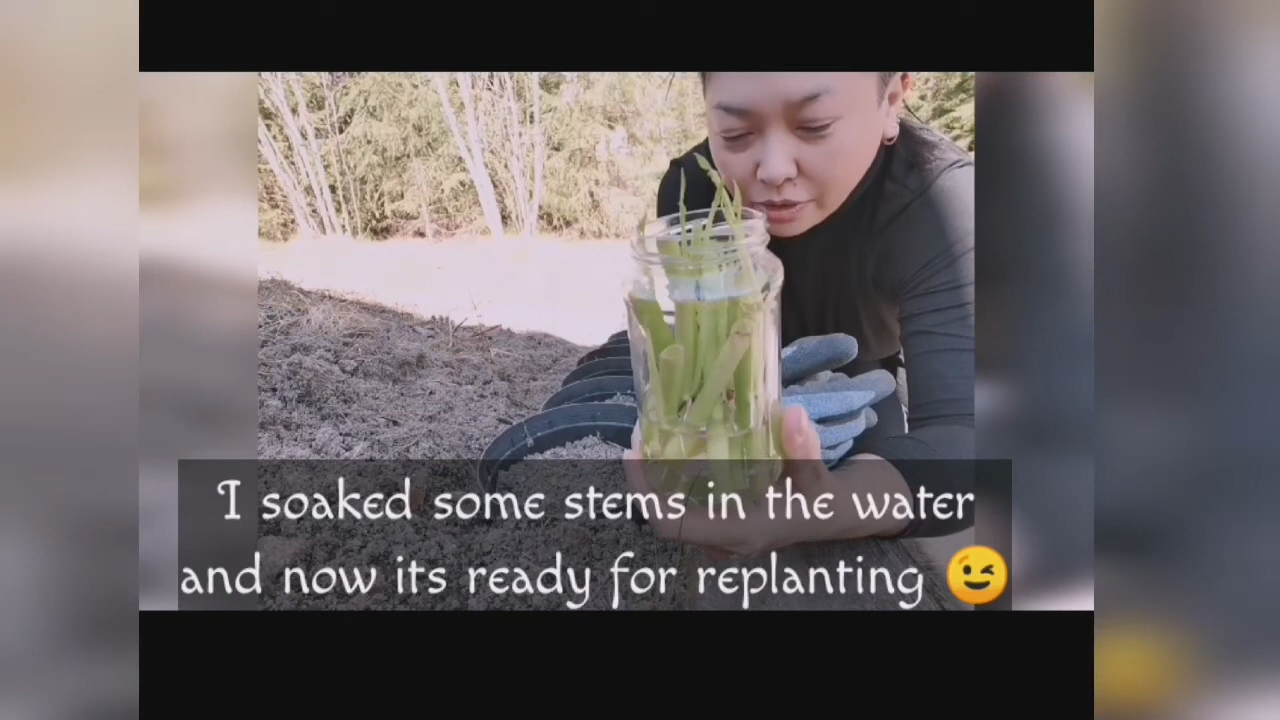 I soaked some stems in the water
and now its ready for replanting 😉